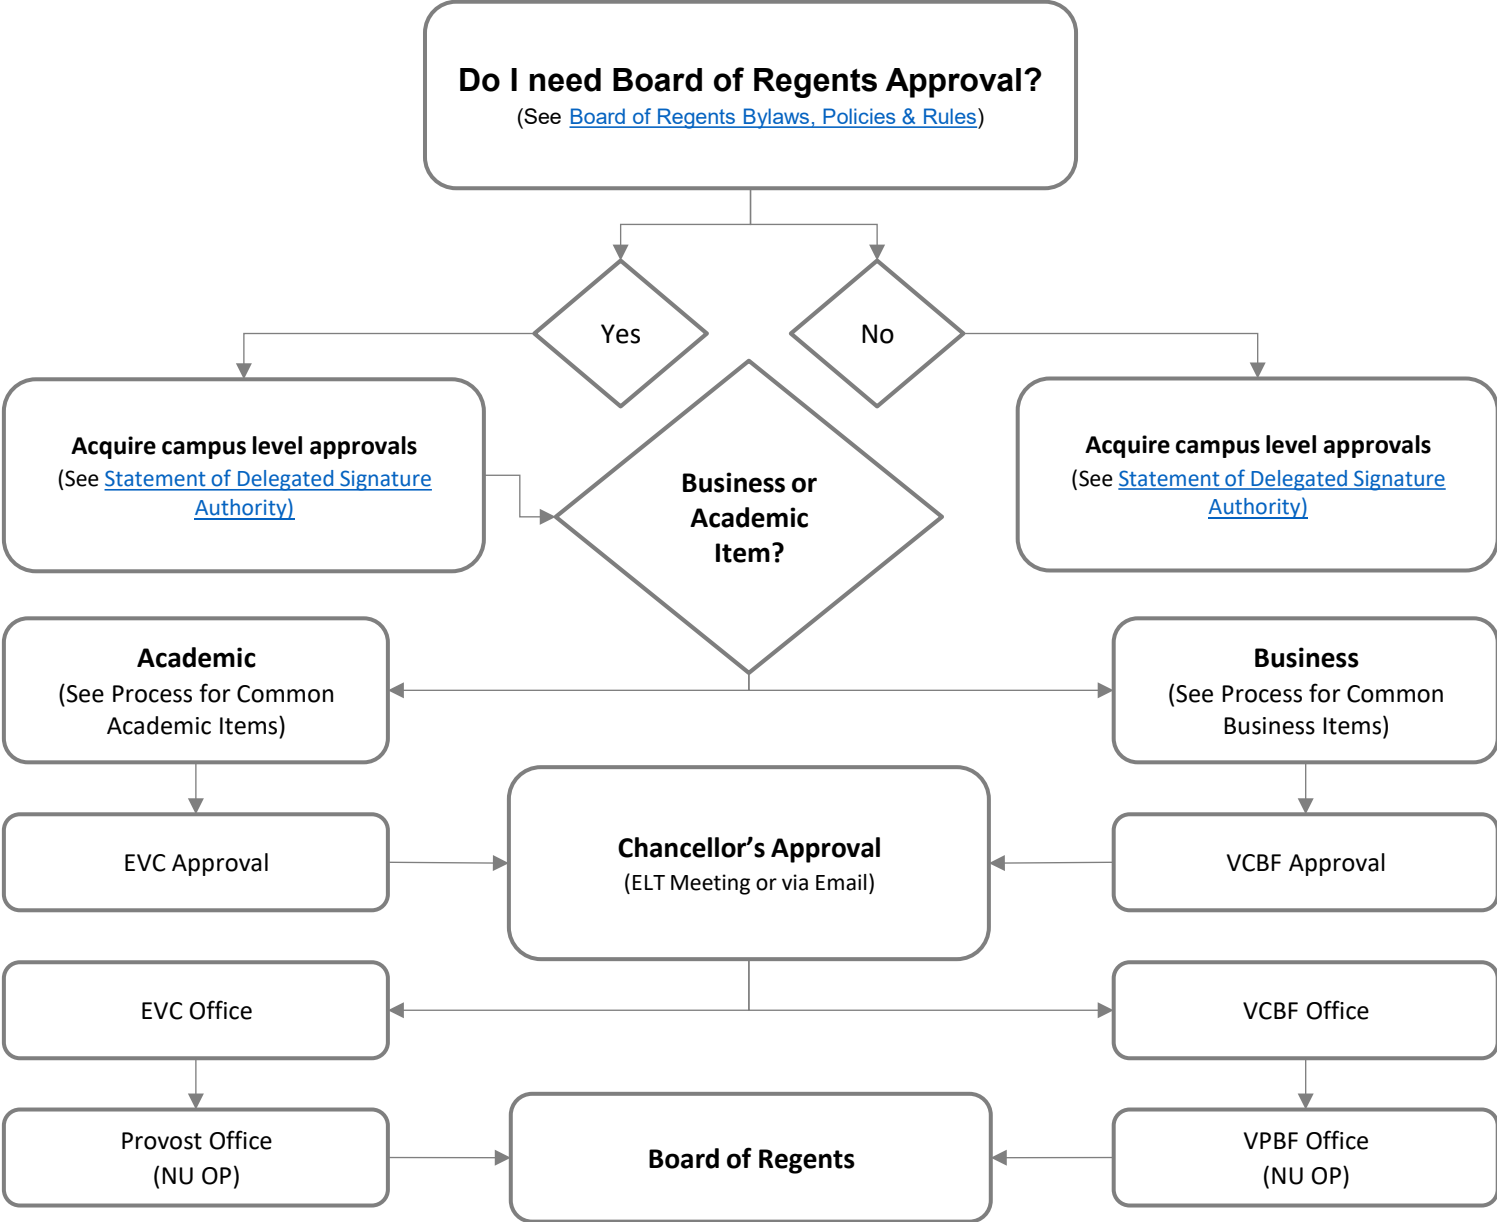 Do I need Board of Regents Approval?
(See Board of Regents Bylaws, Policies & Rules)
Yes
No
Acquire campus level approvals
(See Statement of Delegated Signature
Authority)
Business or
Academic
Item?
Acquire campus level approvals
(See Statement of Delegated Signature
Authority)
Academic
(See Process for Common
Academic Items)
Business
(See Process for Common
Business Items)
EVC Approval
Chancellor’s Approval
(ELT Meeting or via Email)
VCBF Approval
EVC Office
VCBF Office
Provost Office
(NU OP)
Board of Regents
VPBF Office
(NU OP)